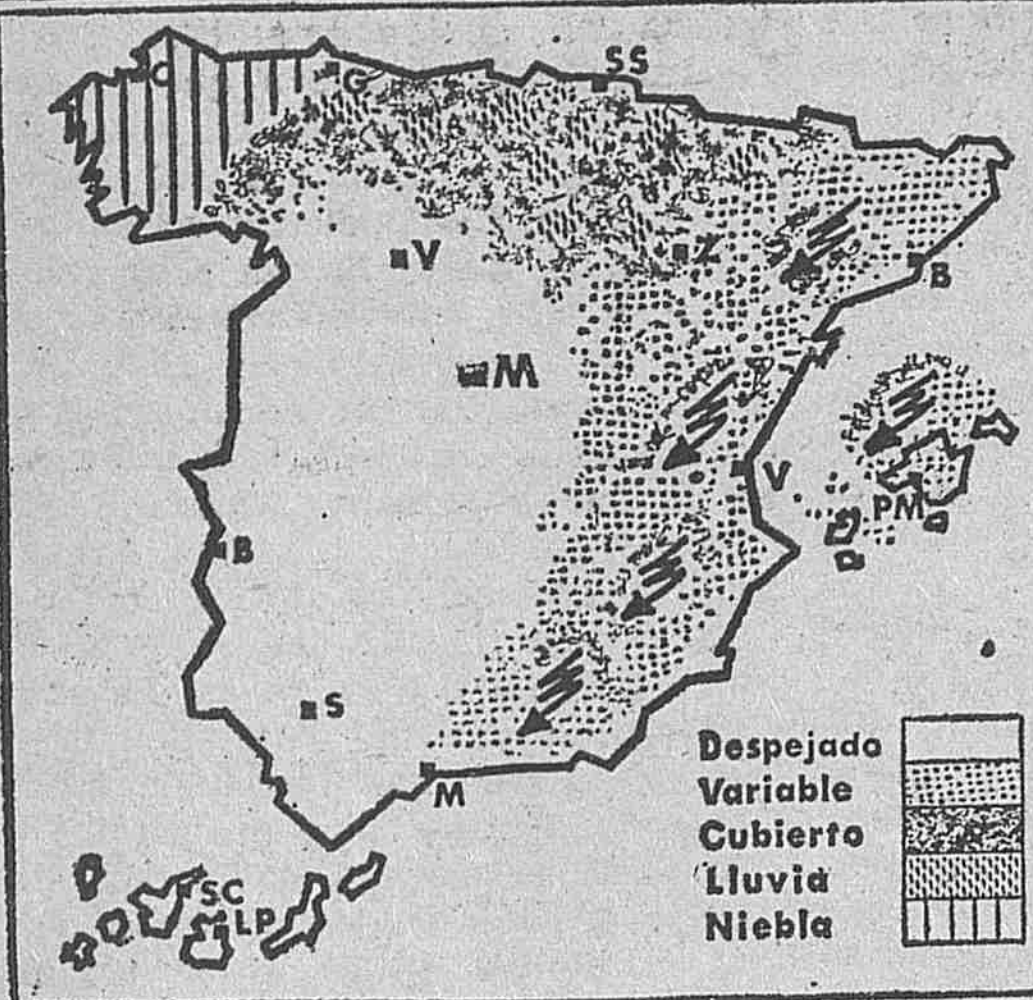 SS
C G
V Z
B
M
V.
PM
B
S
M
Despejado
Variable
Cubierto
Lluvia
Niebla
SC
LP